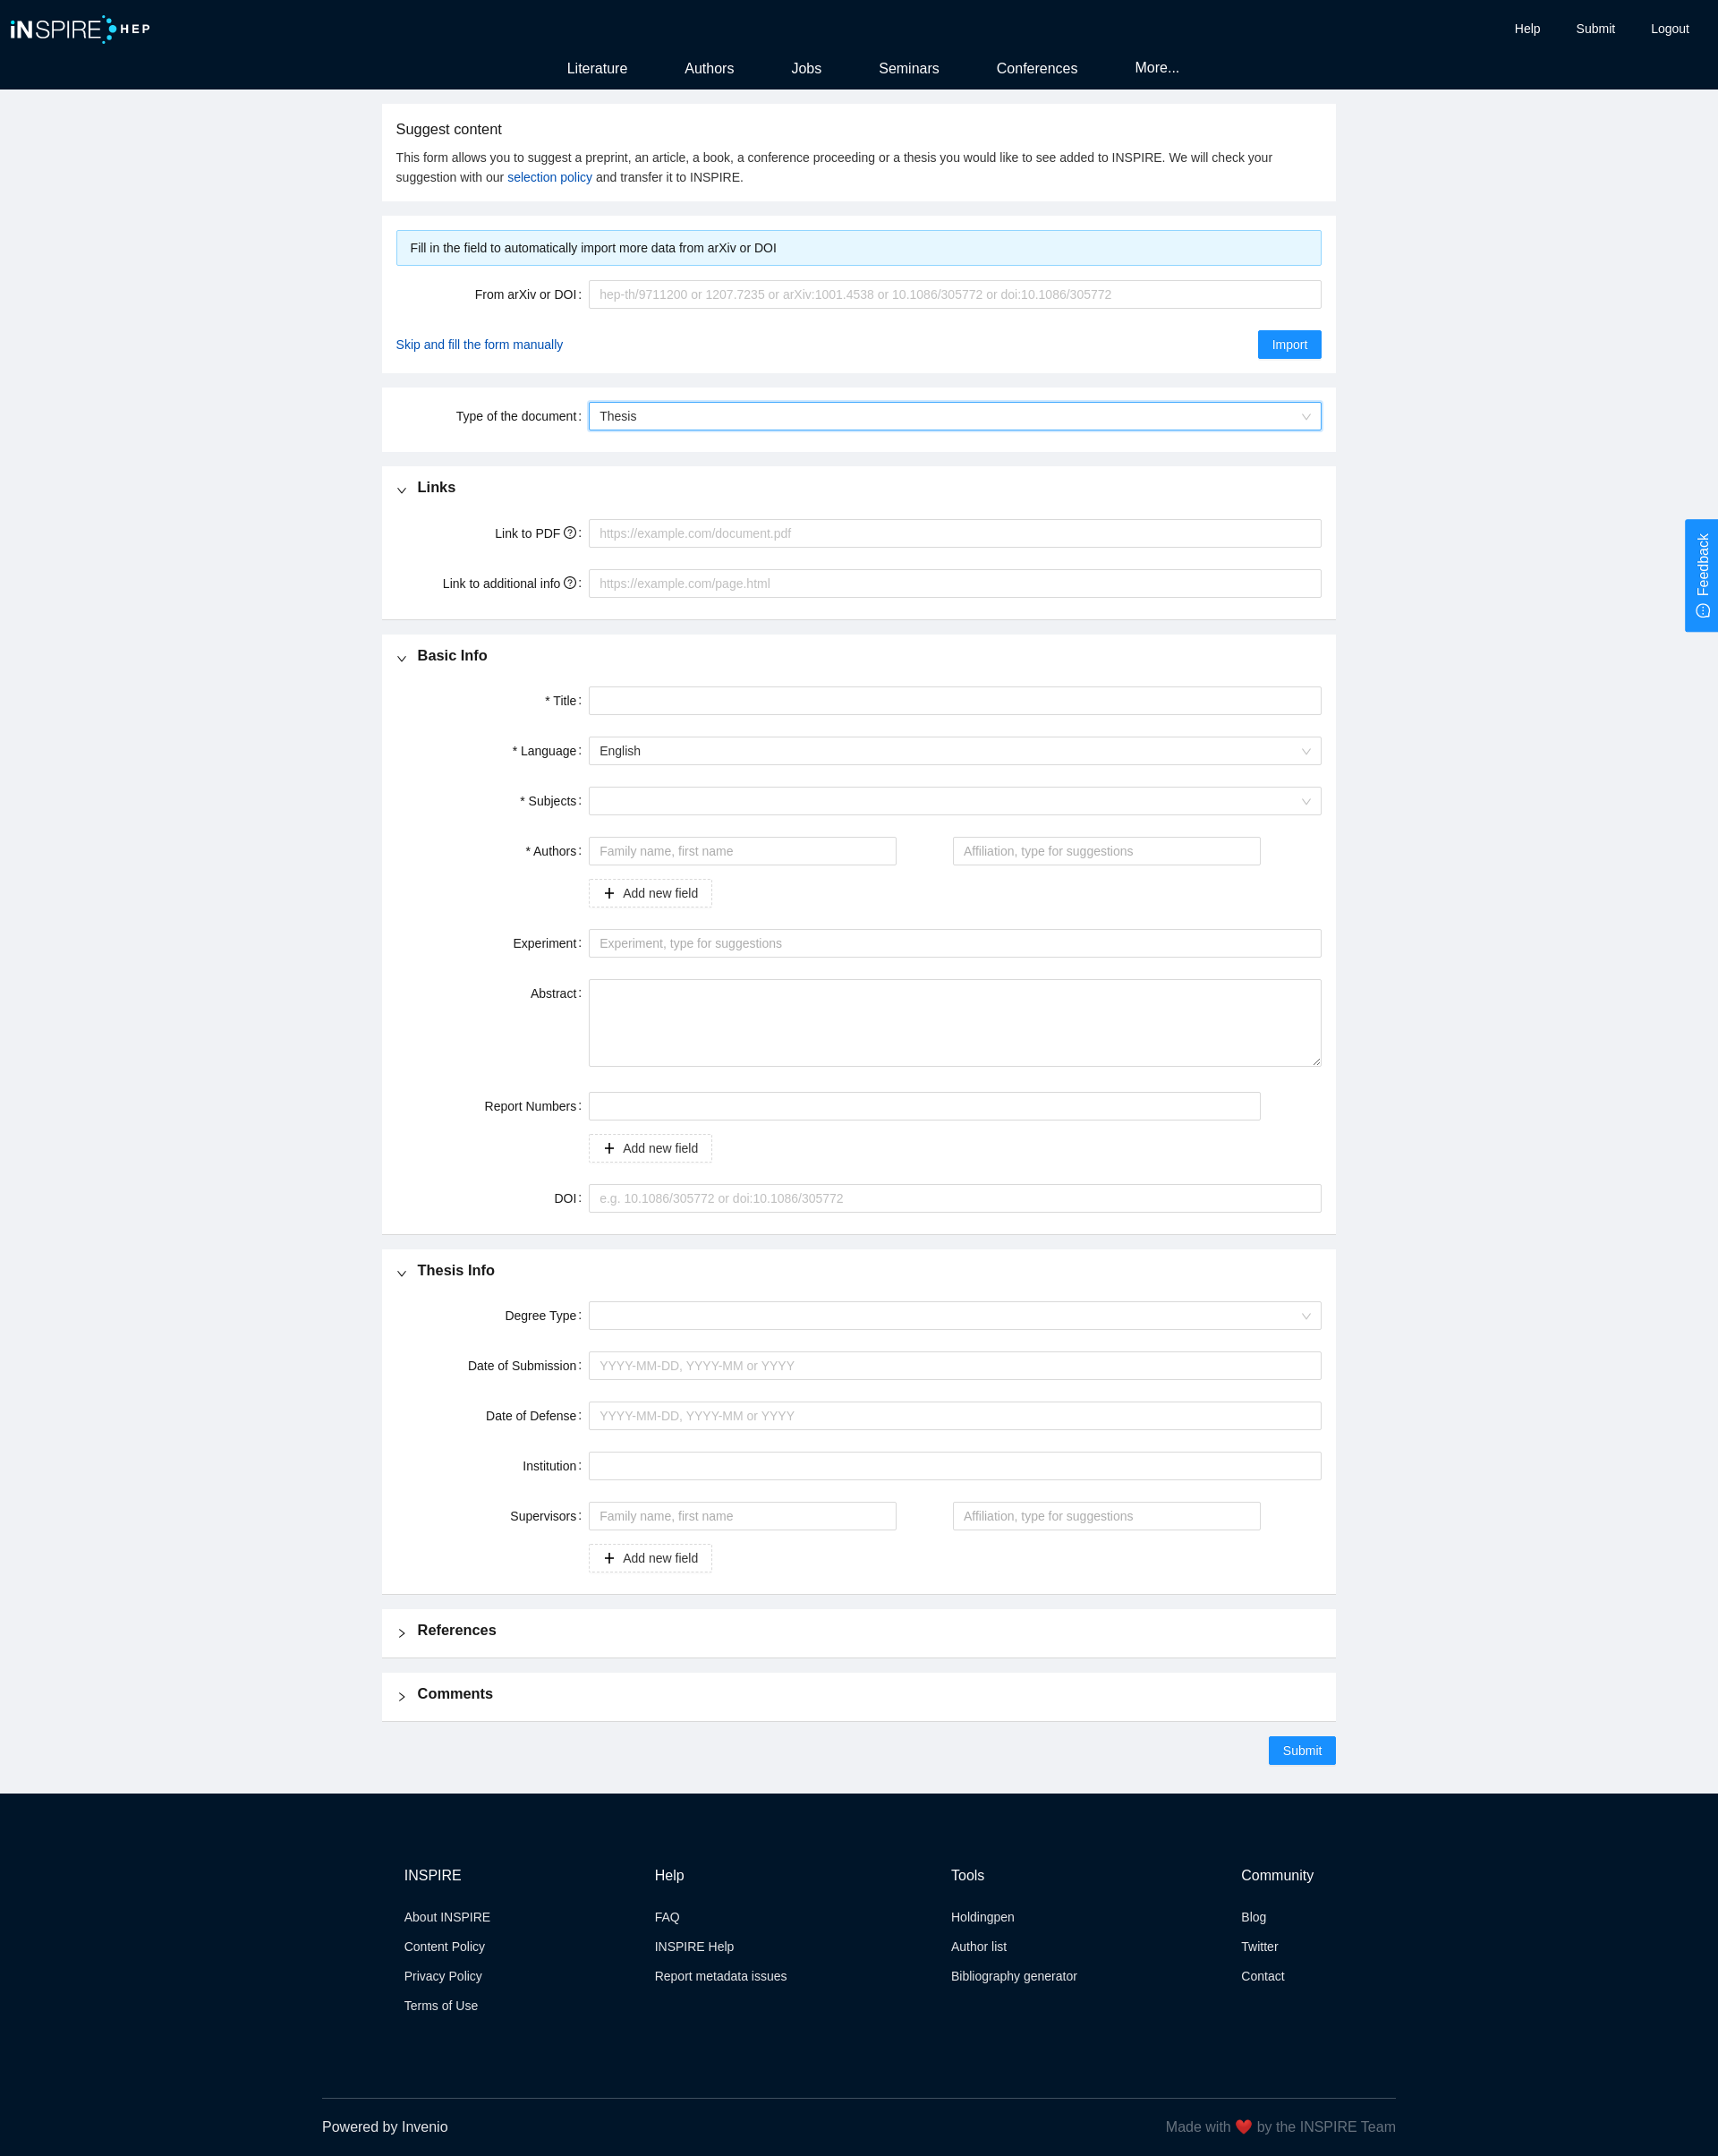 iNSPIRE HEP
Help Submit Logout
Literature Authors Jobs Seminars Conferences More...
Suggest content
This form allows you to suggest a preprint, an article, a book, a conference proceeding or a thesis you would like to see added to INSPIRE. We will check your
suggestion with our selection policy and transfer it to INSPIRE.
Fill in the field to automatically import more data from arXiv or DOI
From arXiv or DOI: hep-th/9711200 or 1207.7235 or arXiv:1001.4538 or 10.1086/305772 or doi:10.1086/305772
Skip and fill the form manually Import
Type of the document: Thesis
Links
Link to PDF : https://example.com/document.pdf
Feedback
Link to additional info : https://example.com/page.html
Basic Info
* Title:
* Language: English
* Subjects:
* Authors: Family name, first name Affiliation, type for suggestions
+ Add new field
Experiment: Experiment, type for suggestions
Abstract:
Report Numbers:
+ Add new field
DOI: e.g. 10.1086/305772 or doi:10.1086/305772
Thesis Info
Degree Type:
Date of Submission: YYYY-MM-DD, YYYY-MM or YYYY
Date of Defense: YYYY-MM-DD, YYYY-MM or YYYY
Institution:
Supervisors: Family name, first name Affiliation, type for suggestions
+ Add new field
References
Comments
Submit
INSPIRE Help Tools Community
About INSPIRE FAQ Holdingpen Blog
Content Policy INSPIRE Help Author list Twitter
Privacy Policy Report metadata issues Bibliography generator Contact
Terms of Use
Powered by Invenio Made with ❤️ by the INSPIRE Team